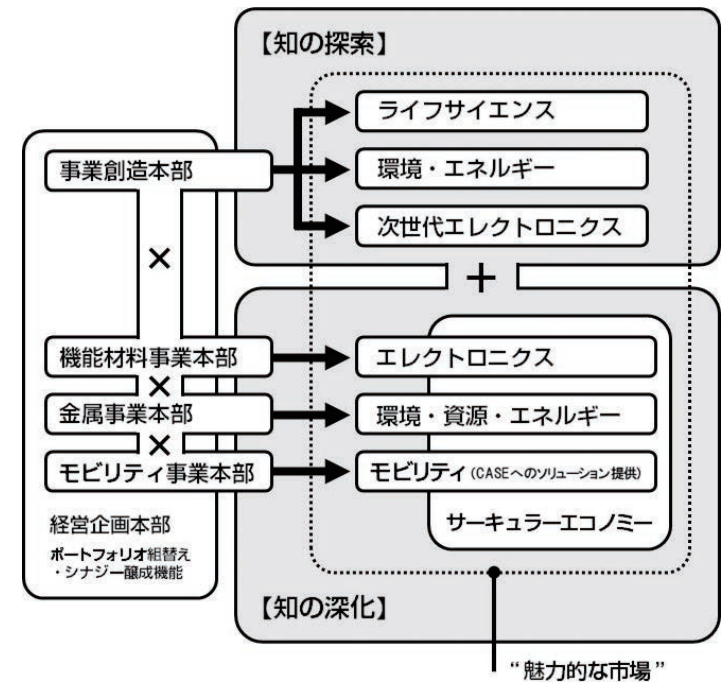 【知の探索】
ライフサイエンス
事業創造本部
環境・エネルギー
次世代エレクトロニクス
×
+
機能材料事業本部
エレクトロニクス
×
金属事業本部
環境・資源・エネルギー
×
モビリティ事業本部
モビリティ(CASEへのソリューション提供)
経営企画本部
サーキュラーエコノミー
ポートフォリオ組替え
・シナジー醸成機能
【知の深化】
“魅力的な市場”